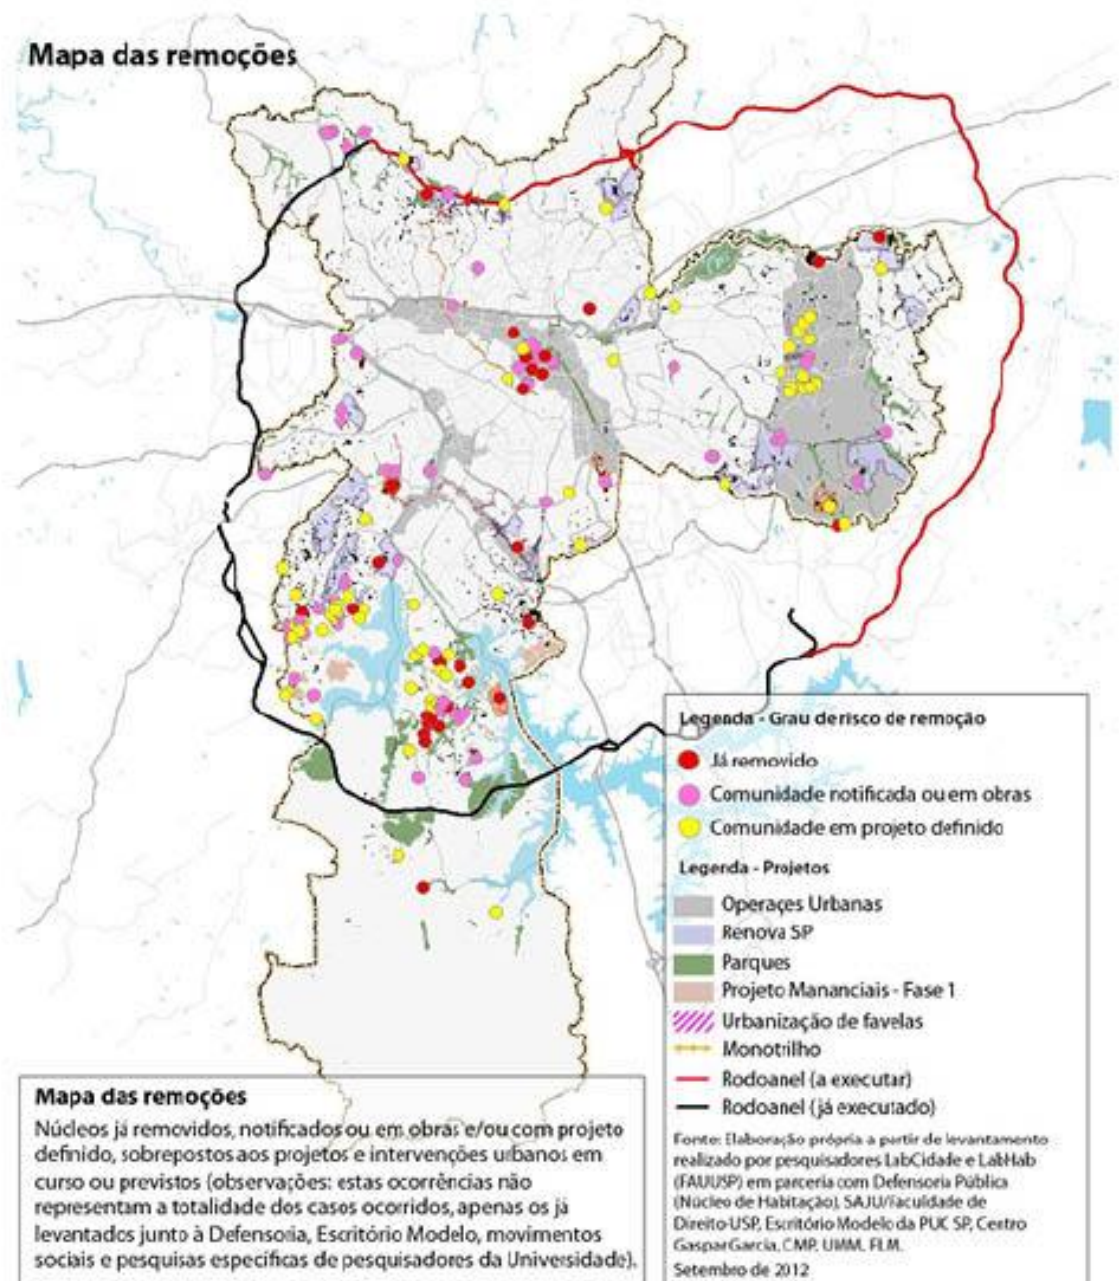 Mapa das remoções
Legenda - Grau de risco de remoção
Já removido
Comunidade notificada ou em obras
Comunidade em projeto definido
Legenda - Projetos
Operaçes Urbanas
Renova SP
Parques
Projeto Mananciais - Fase 1
Urbanização de favelas
Monotrilho
Rodoanel (a executar)
Rodoanel (já executado)
Fonte: Elaboração própria a partir de levantamento
realizado por pesquisadores LabCidade e LabHab
(FAUUSP) em parceria com Defensoria Pública
(Núcleo de Habitação), SAJU/Faculdade de
Direito-USP, Escritório Modelo da PUC SP, Centro
Gaspar Garcia, CMP, UMM, FLM.
Setembro de 2012
Mapa das remoções
Núcleos já removidos, notificados ou em obras e/ou com projeto
definido, sobrepostos aos projetos e intervenções urbanos em
curso ou previstos (observações: estas ocorrências não
representam a totalidade dos casos ocorridos, apenas os já
levantados junto à Defensoria, Escritório Modelo, movimentos
sociais e pesquisas específicas de pesquisadores da Universidade).